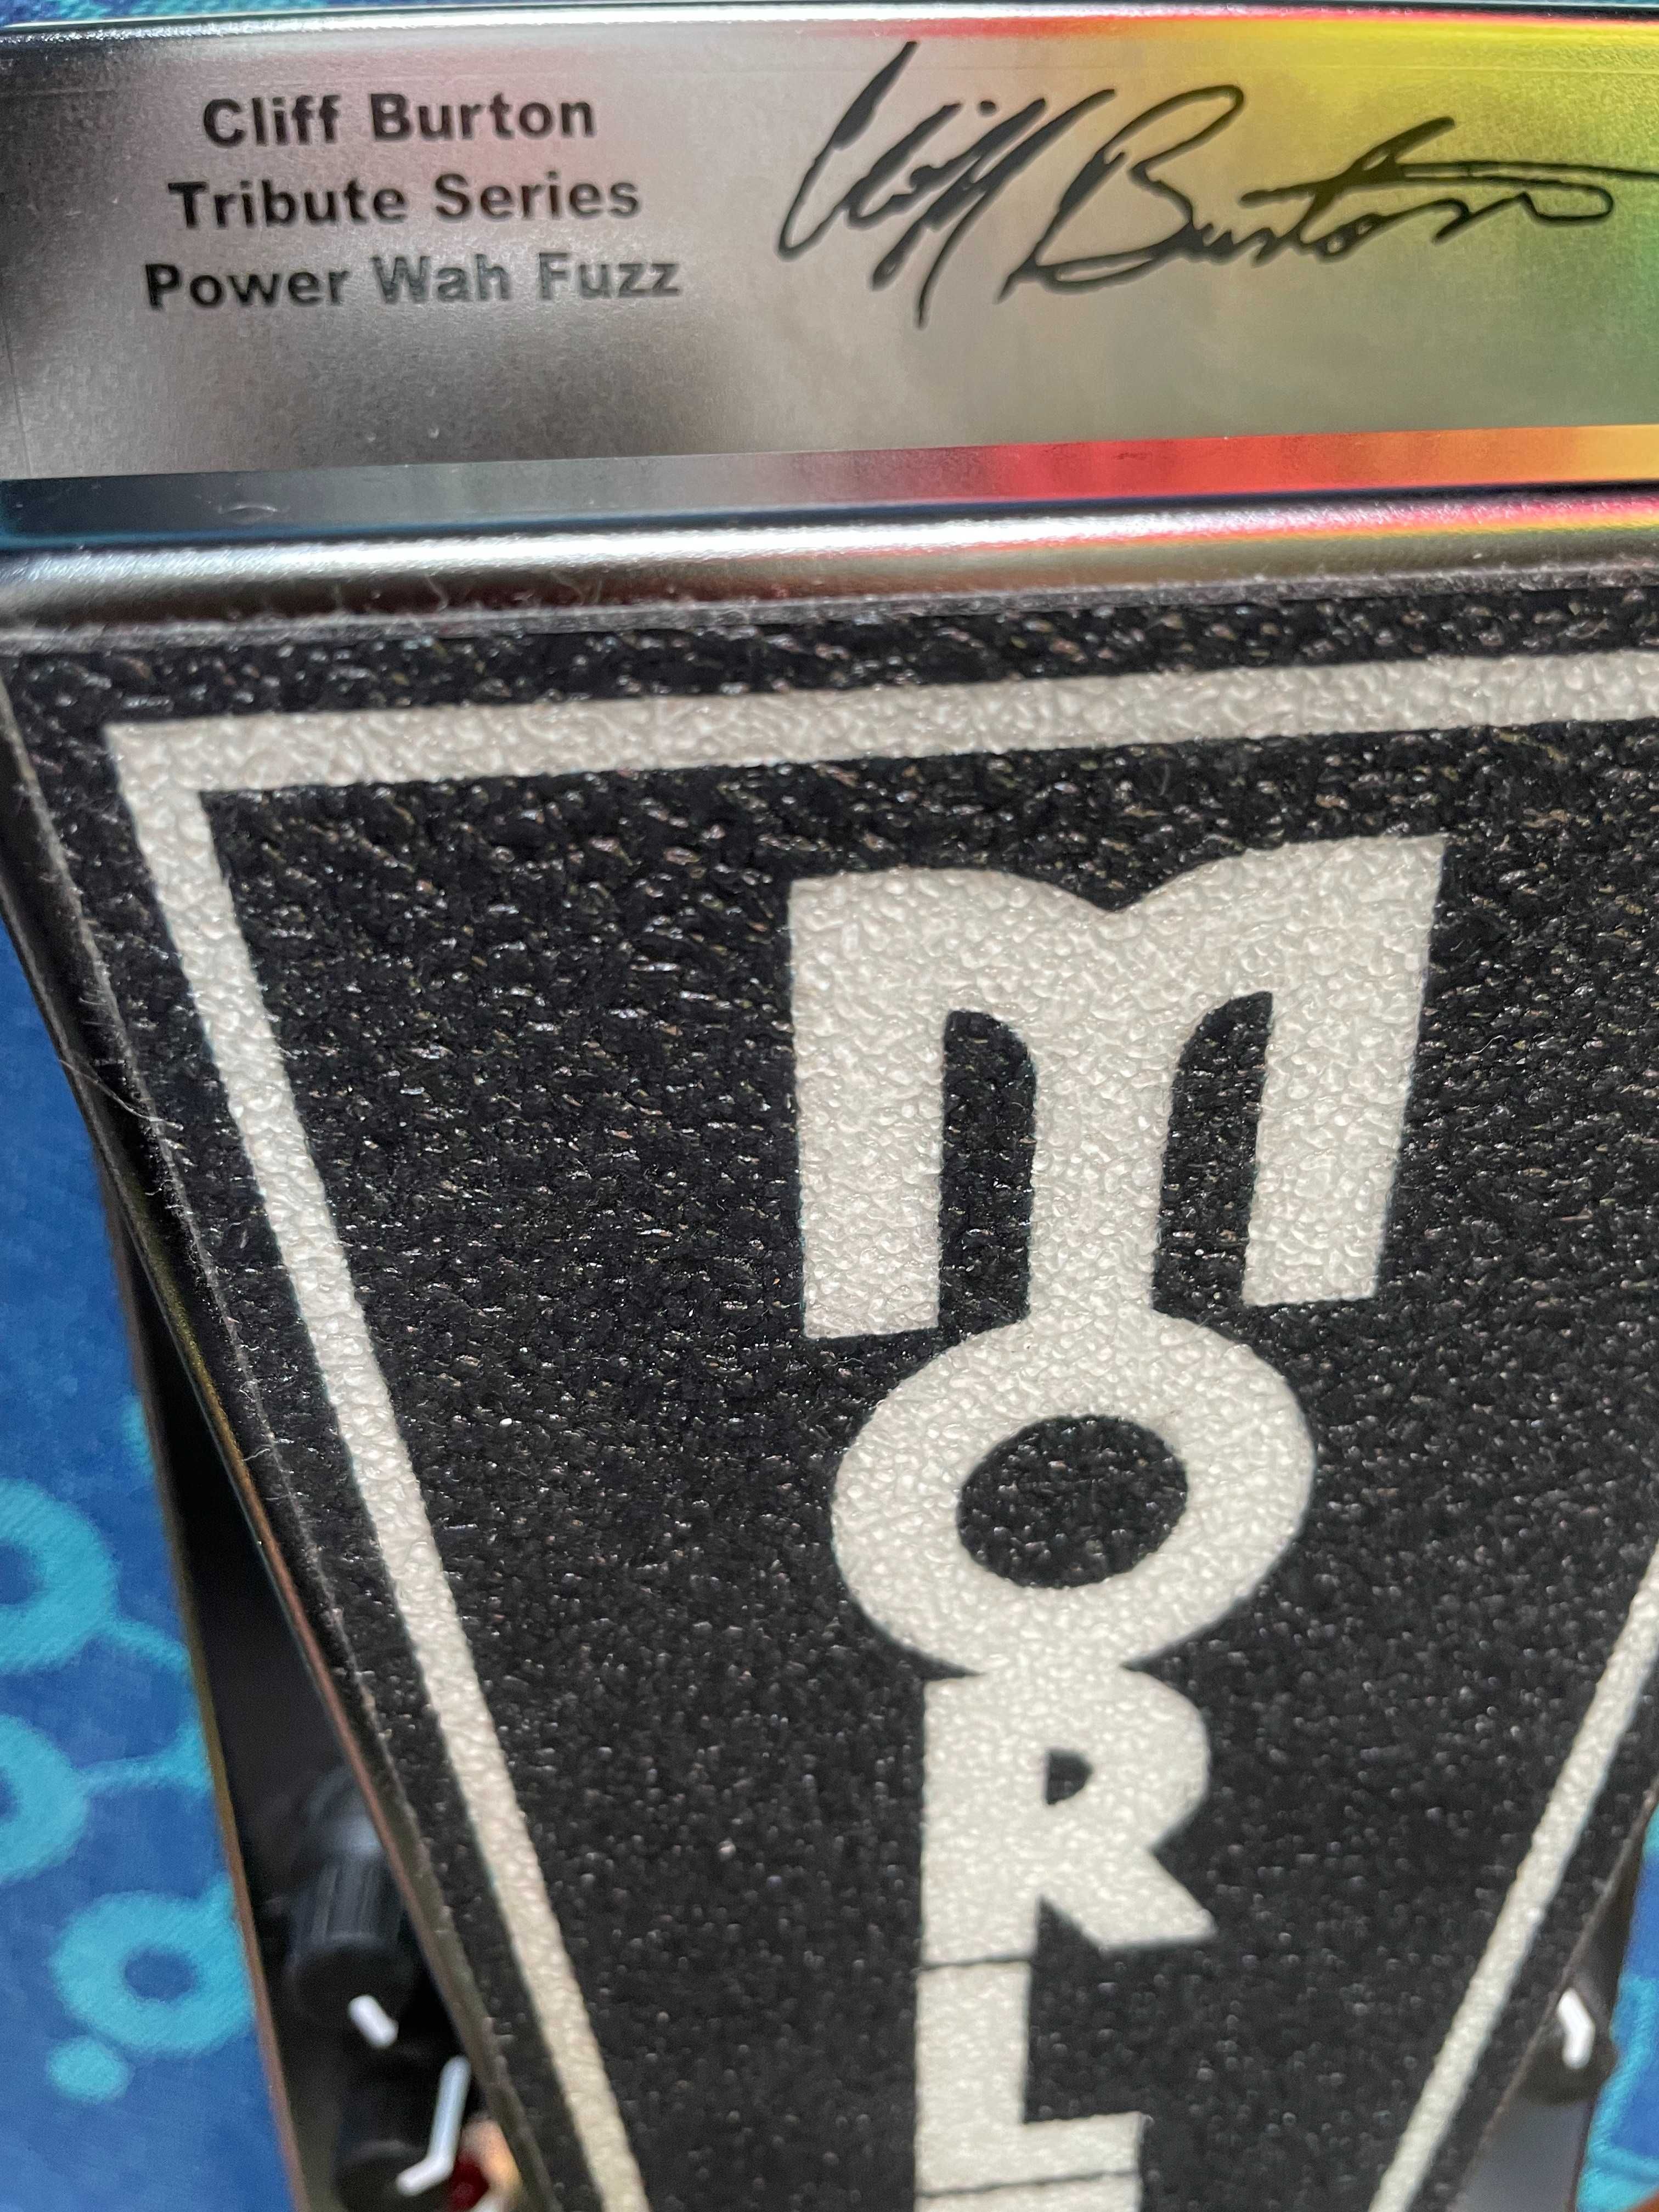 Cliff Burton
Tribute Series
Power Wah Fuzz
Cliff Burton
MORL